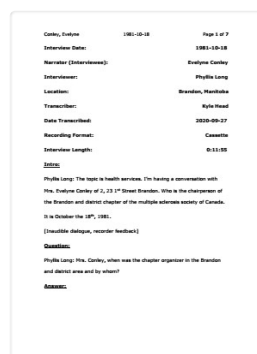 Conley, Evelyne 1981-10-18 Page 1 of 7
Interview Date: 1981-10-18
Narrator (Interviewee): Evelyne Conley
Interviewer: Phyllis Long
Location: Brandon, Manitoba
Transcriber: Kyle Head
Date Transcribed: 2020-09-27
Recording Format: Cassette
Interview Length: 0:11:55
Intro:
Phyllis Long: The topic is health services. I'm having a conversation with
Mrs. Evelyne Conley of 2, 23 1st Street Brandon. Who is the chairperson of
the Brandon and district chapter of the multiple sclerosis society of Canada.
It is October the 18th, 1981.
[Inaudible dialogue, recorder feedback]
Question:
Phyllis Long: Mrs. Conley, when was the chapter organizer in the Brandon
and district area and by whom?
Answer: